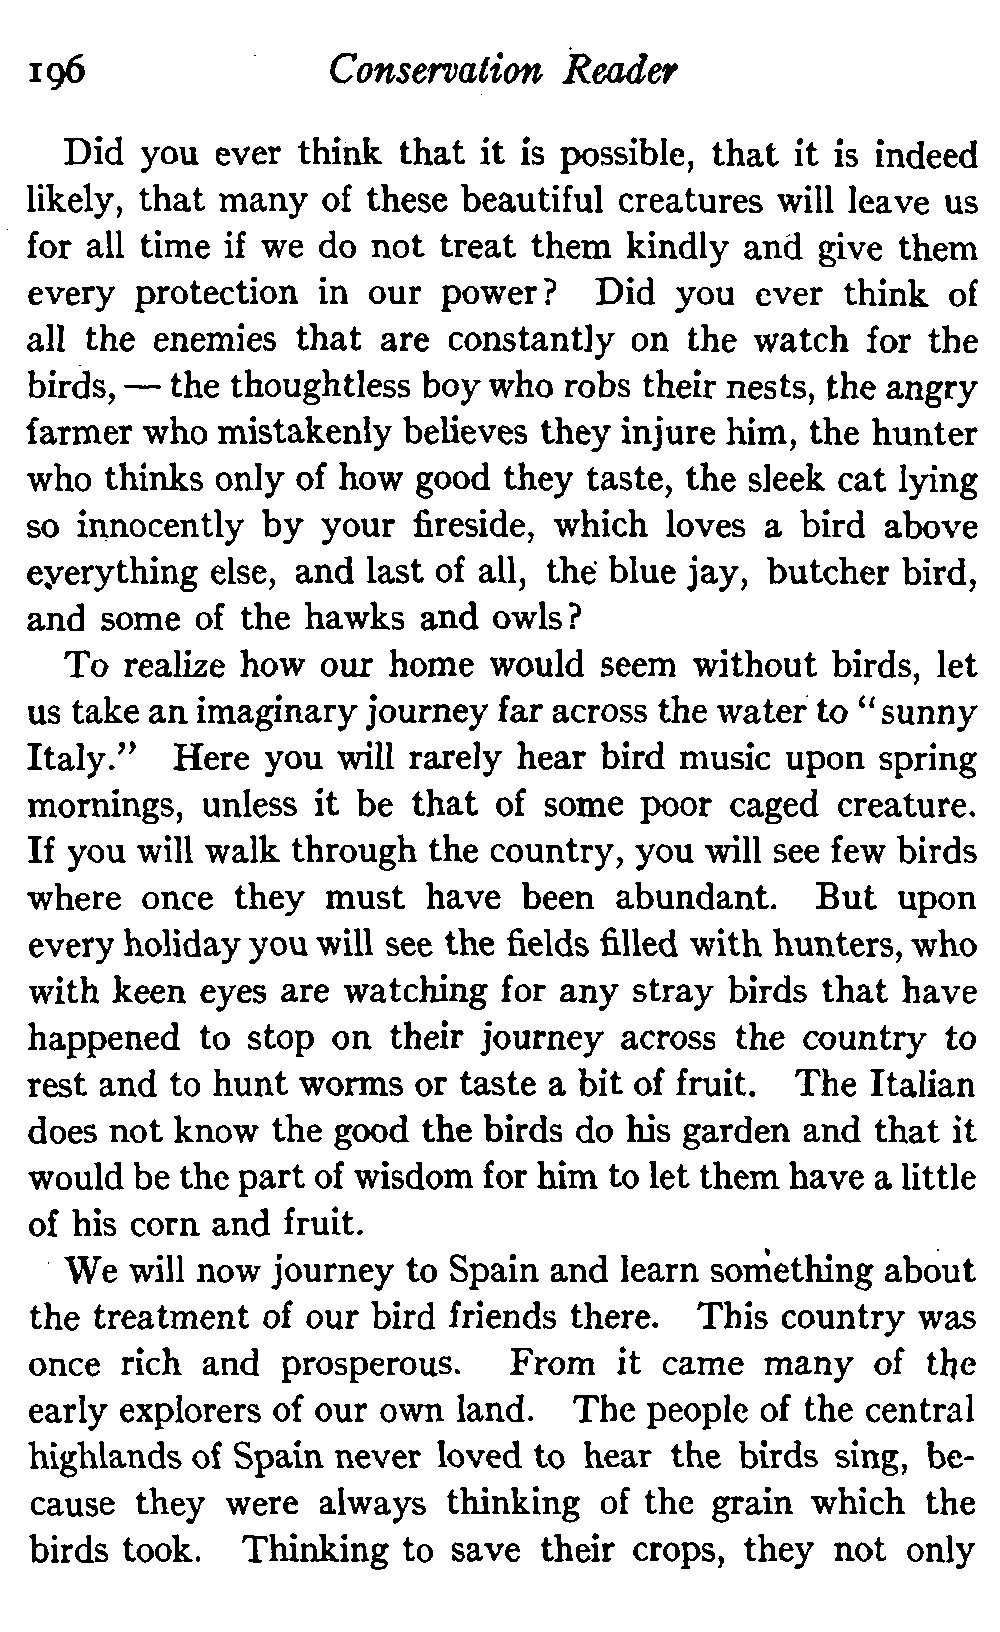 196 Conservation Reader
Did you ever think that it is possible, that it is indeed
likely, that many of these beautiful creatures will leave us
for all time if we do not treat them kindly and give them
every protection in our power? Did you ever think of
all the enemies that are constantly on the watch for the
birds, — the thoughtless boy who robs their nests, the angry
farmer who mistakenly believes they injure him, the hunter
who thinks only of how good they taste, the sleek cat lying
so innocently by your fireside, which loves a bird above
everything else, and last of all, the blue jay, butcher bird,
and some of the hawks and owls?
To realize how our home would seem without birds, let
us take an imaginary journey far across the water to “sunny
Italy.” Here you will rarely hear bird music upon spring
mornings, unless it be that of some poor caged creature.
If you will walk through the country, you will see few birds
where once they must have been abundant. But upon
every holiday you will see the fields filled with hunters, who
with keen eyes are watching for any stray birds that have
happened to stop on their journey across the country to
rest and to hunt worms or taste a bit of fruit. The Italian
does not know the good the birds do his garden and that it
would be the part of wisdom for him to let them have a little
of his corn and fruit.
We will now journey to Spain and learn something about
the treatment of our bird friends there. This country was
once rich and prosperous. From it came many of the
early explorers of our own land. The people of the central
highlands of Spain never loved to hear the birds sing, be-
cause they were always thinking of the grain which the
birds took. Thinking to save their crops, they not only